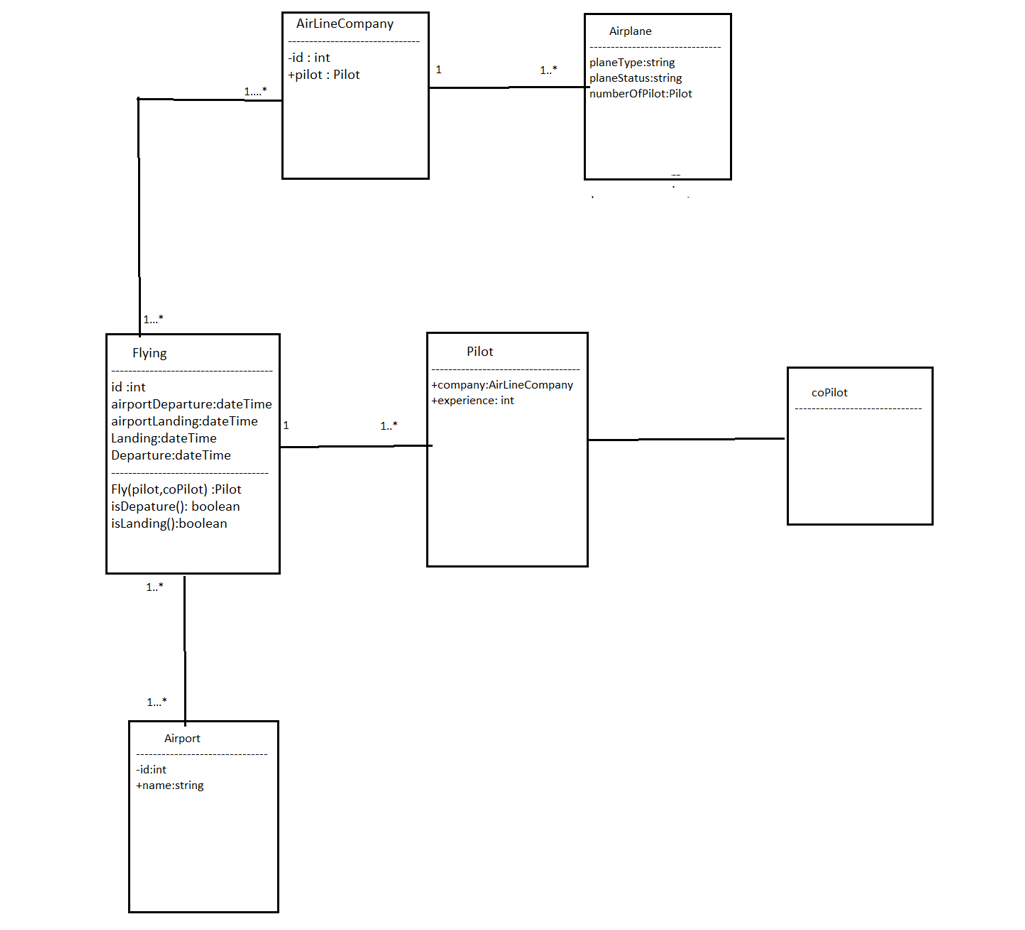 AirLineCompany
-id : int
+pilot : Pilot
Airplane
planeType:string
planeStatus:string
numberOfPilot:Pilot
1
1..*
1....*
1...*
Flying
id :int
airportDeparture:dateTime
airportLanding:dateTime
Landing:dateTime
Departure:dateTime
Fly(pilot,coPilot) :Pilot
isDepature(): boolean
isLanding():boolean
1
1..*
Pilot
+company:AirLineCompany
+experience: int
coPilot
1..*
1...*
Airport
-id:int
+name:string